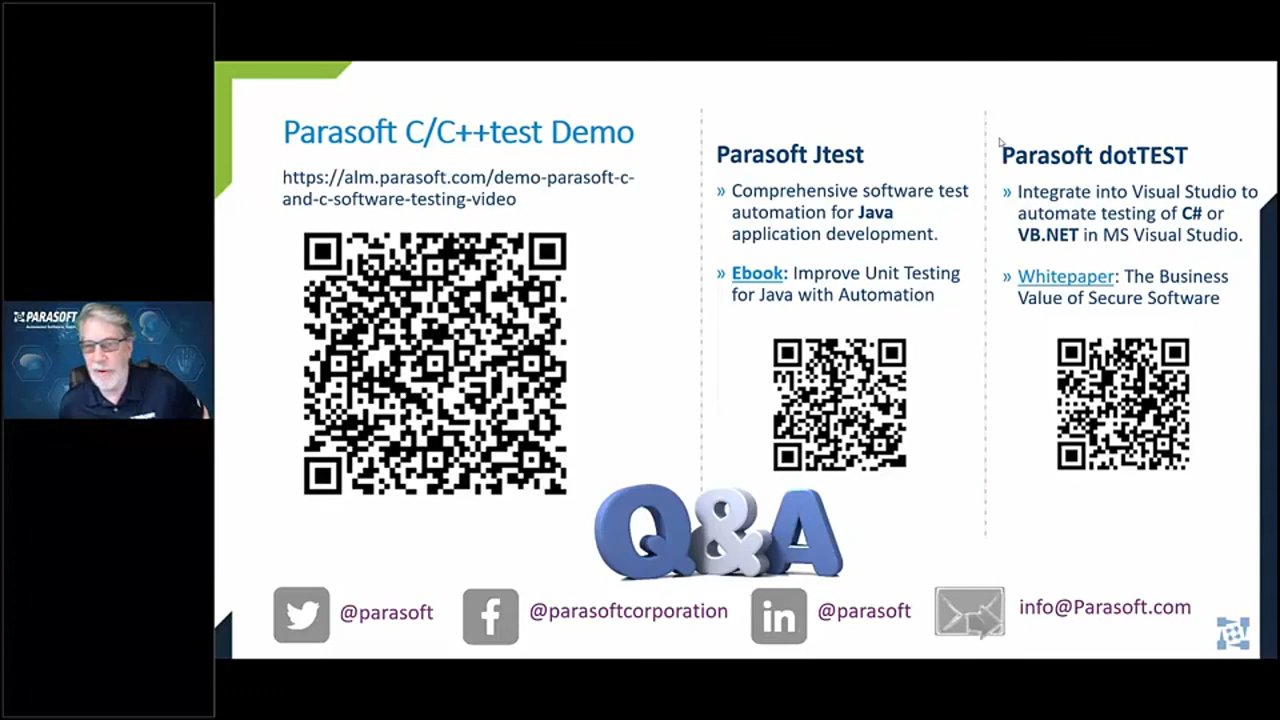 PARASOFT
Parasoft C/C++test Demo
https://alm.parasoft.com/demo-parasoft-c-
and-c-software-testing-video
Parasoft Jtest
» Comprehensive software test
automation for Java
application development.
» Ebook: Improve Unit Testing
for Java with Automation
Parasoft dotTEST
» Integrate into Visual Studio to
automate testing of C# or
VB.NET in MS Visual Studio.
» Whitepaper: The Business
Value of Secure Software
Q&A
@parasoft
@parasoftcorporation
in @parasoft
info@Parasoft.com